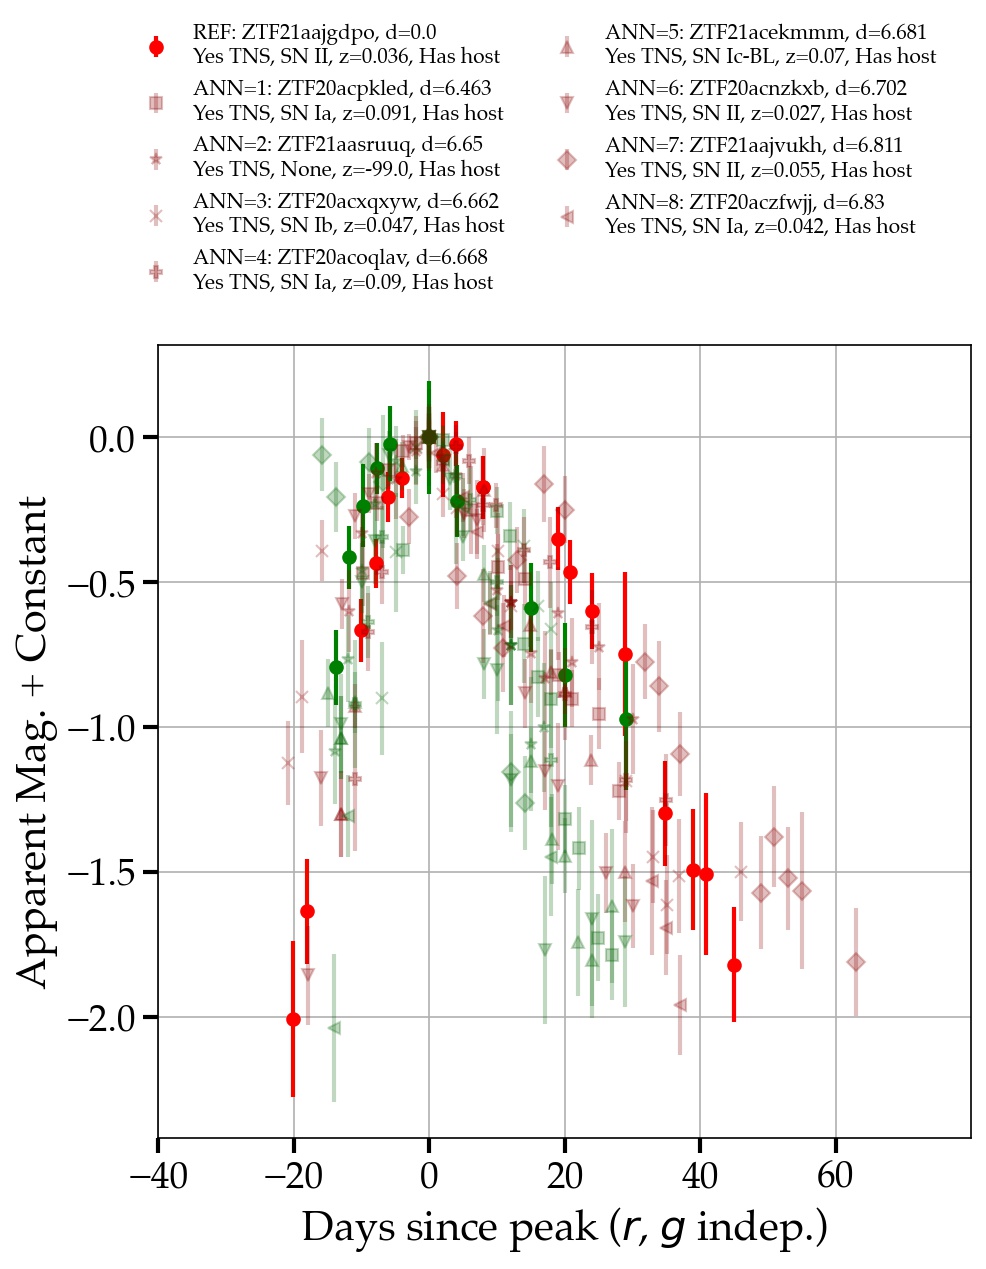 REF: ZTF21aajgdpo, d=0.0
Yes TNS, SN II, z=0.036, Has host
ANN=1: ZTF20acpkled, d=6.463
Yes TNS, SN Ia, z=0.091, Has host
ANN=2: ZTF21aasruuq, d=6.65
Yes TNS, None, z=-99.0, Has host
ANN=3: ZTF20acxqxyw, d=6.662
Yes TNS, SN Ib, z=0.047, Has host
ANN=4: ZTF20acoqlav, d=6.668
Yes TNS, SN Ia, z=0.09, Has host
ANN=5: ZTF21acekmmm, d=6.681
Yes TNS, SN Ic-BL, z=0.07, Has host
ANN=6: ZTF20acnzkxb, d=6.702
Yes TNS, SN II, z=0.027, Has host
ANN=7: ZTF21aajvukh, d=6.811
Yes TNS, SN II, z=0.055, Has host
ANN=8: ZTF20aczfwjj, d=6.83
Yes TNS, SN Ia, z=0.042, Has host
Apparent Mag. + Constant
0.0
−0.5
−1.0
−1.5
−2.0
−40 −20 0 20 40 60
Days since peak (r, g indep.)